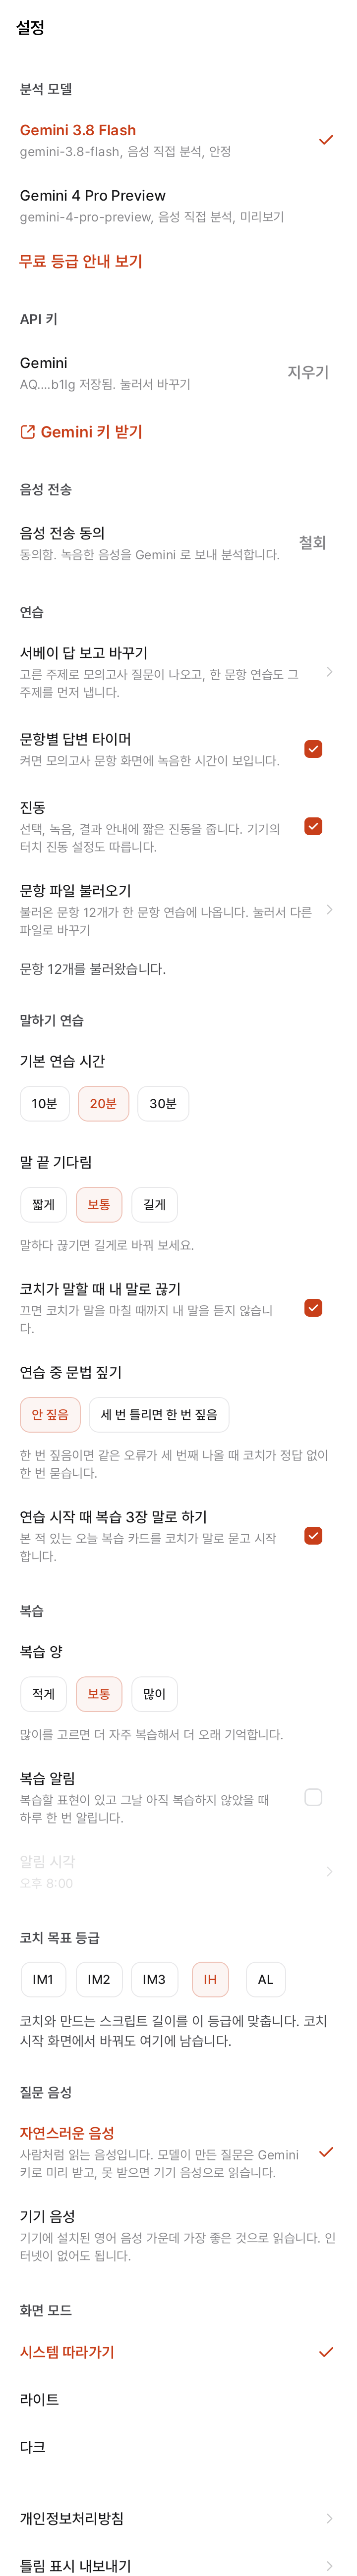 설정
분석 모델
Gemini 3.8 Flash
gemini-3.8-flash, 음성 직접 분석, 안정
Gemini 4 Pro Preview
gemini-4-pro-preview, 음성 직접 분석, 미리보기
무료 등급 안내 보기
API 키
Gemini
AQ....b1lg 저장됨. 눌러서 바꾸기
지우기
Gemini 키 받기
음성 전송
음성 전송 동의
동의함. 녹음한 음성을 Gemini 로 보내 분석합니다.
철회
연습
서베이 답 보고 바꾸기
고른 주제로 모의고사 질문이 나오고, 한 문항 연습도 그
주제를 먼저 냅니다.
문항별 답변 타이머
켜면 모의고사 문항 화면에 녹음한 시간이 보입니다.
진동
선택, 녹음, 결과 안내에 짧은 진동을 줍니다. 기기의
터치 진동 설정도 따릅니다.
문항 파일 불러오기
불러온 문항 12개가 한 문항 연습에 나옵니다. 눌러서 다른
파일로 바꾸기
문항 12개를 불러왔습니다.
말하기 연습
기본 연습 시간
10분 20분 30분
말 끝 기다림
짧게 보통 길게
말하다 끊기면 길게로 바꿔 보세요.
코치가 말할 때 내 말로 끊기
끄면 코치가 말을 마칠 때까지 내 말을 듣지 않습니
다.
연습 중 문법 짚기
안 짚음 세 번 틀리면 한 번 짚음
한 번 짚음이면 같은 오류가 세 번째 나올 때 코치가 정답 없이
한 번 묻습니다.
연습 시작 때 복습 3장 말로 하기
본 적 있는 오늘 복습 카드를 코치가 말로 묻고 시작
합니다.
복습
복습 양
적게 보통 많이
많이를 고르면 더 자주 복습해서 더 오래 기억합니다.
복습 알림
복습할 표현이 있고 그날 아직 복습하지 않았을 때
하루 한 번 알립니다.
알림 시각
오후 8:00
코치 목표 등급
IM1 IM2 IM3 IH AL
코치와 만드는 스크립트 길이를 이 등급에 맞춥니다. 코치
시작 화면에서 바꿔도 여기에 남습니다.
질문 음성
자연스러운 음성
사람처럼 읽는 음성입니다. 모델이 만든 질문은 Gemini
키로 미리 받고, 못 받으면 기기 음성으로 읽습니다.
기기 음성
기기에 설치된 영어 음성 가운데 가장 좋은 것으로 읽습니다. 인
터넷이 없어도 됩니다.
화면 모드
시스템 따라가기
라이트
다크
개인정보처리방침
틀림 표시 내보내기